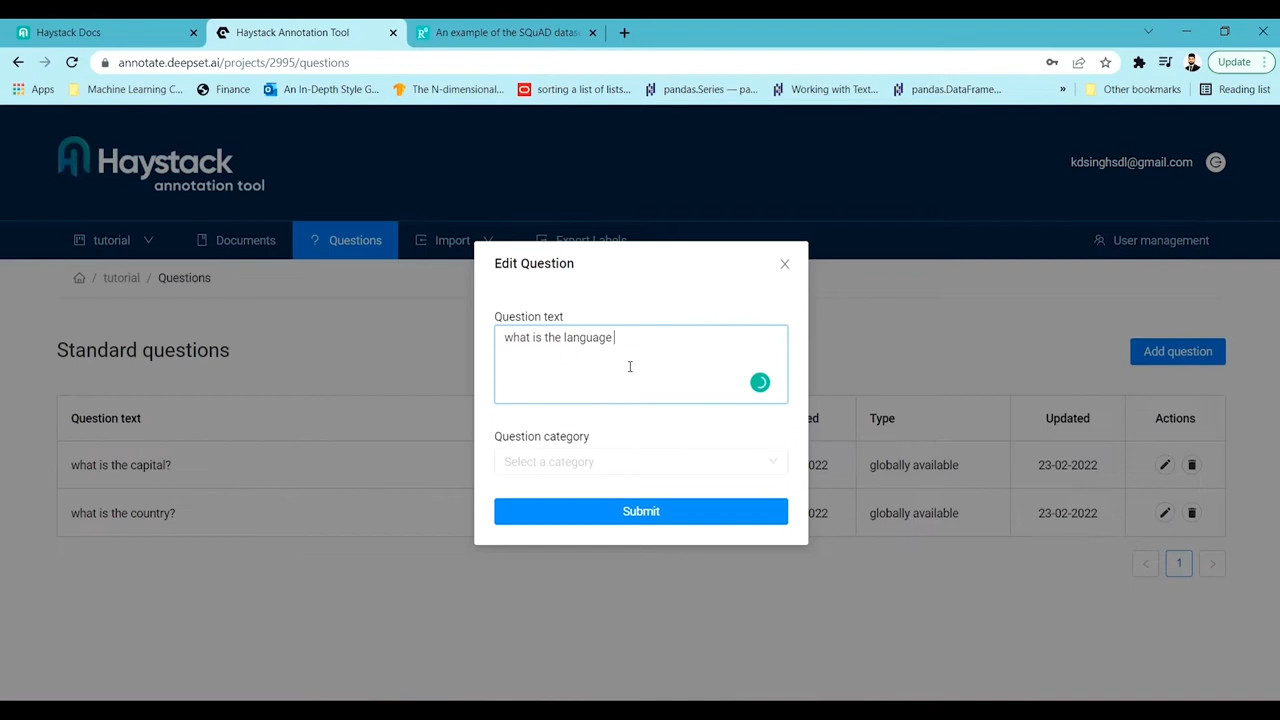 Haystack Docs
Haystack Annotation Tool
An example of the SQuAD datas
annotate.deepset.ai/projects/2995/questions
Update
Apps
Machine Learning C...
Finance
An In-Depth Style G...
The N-dimensional...
sorting a list of lists...
pandas.Series — pa...
Working with Text...
pandas.DataFrame...
»
Other bookmarks
Reading list
Haystack
annotation tool
kdsinghsdl@gmail.com
tutorial
Documents
? Questions
Import
Export Labels
User management
/ tutorial / Questions
Edit Question
Question text
what is the language
Question category
Select a category
Submit
Standard questions
Add question
Question text
ed
Type
Updated
Actions
what is the capital?
022
globally available
23-02-2022
what is the country?
022
globally available
23-02-2022
< 1 >